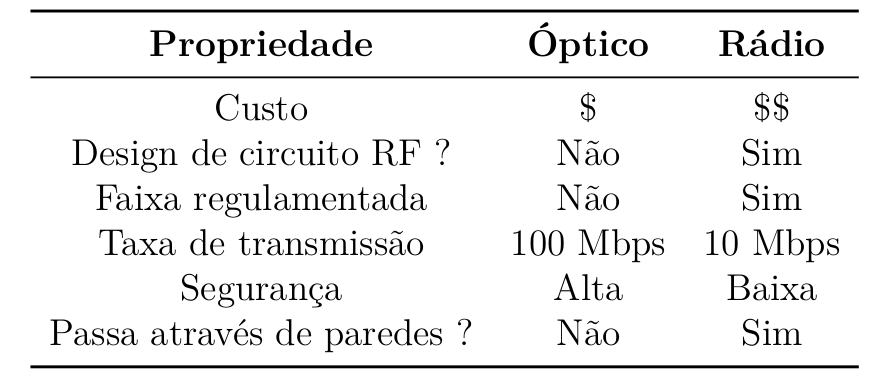 Propriedade Óptico Rádio
Custo $ $$
Design de circuito RF ? Não Sim
Faixa regulamentada Não Sim
Taxa de transmissão 100 Mbps 10 Mbps
Segurança Alta Baixa
Passa através de paredes ? Não Sim